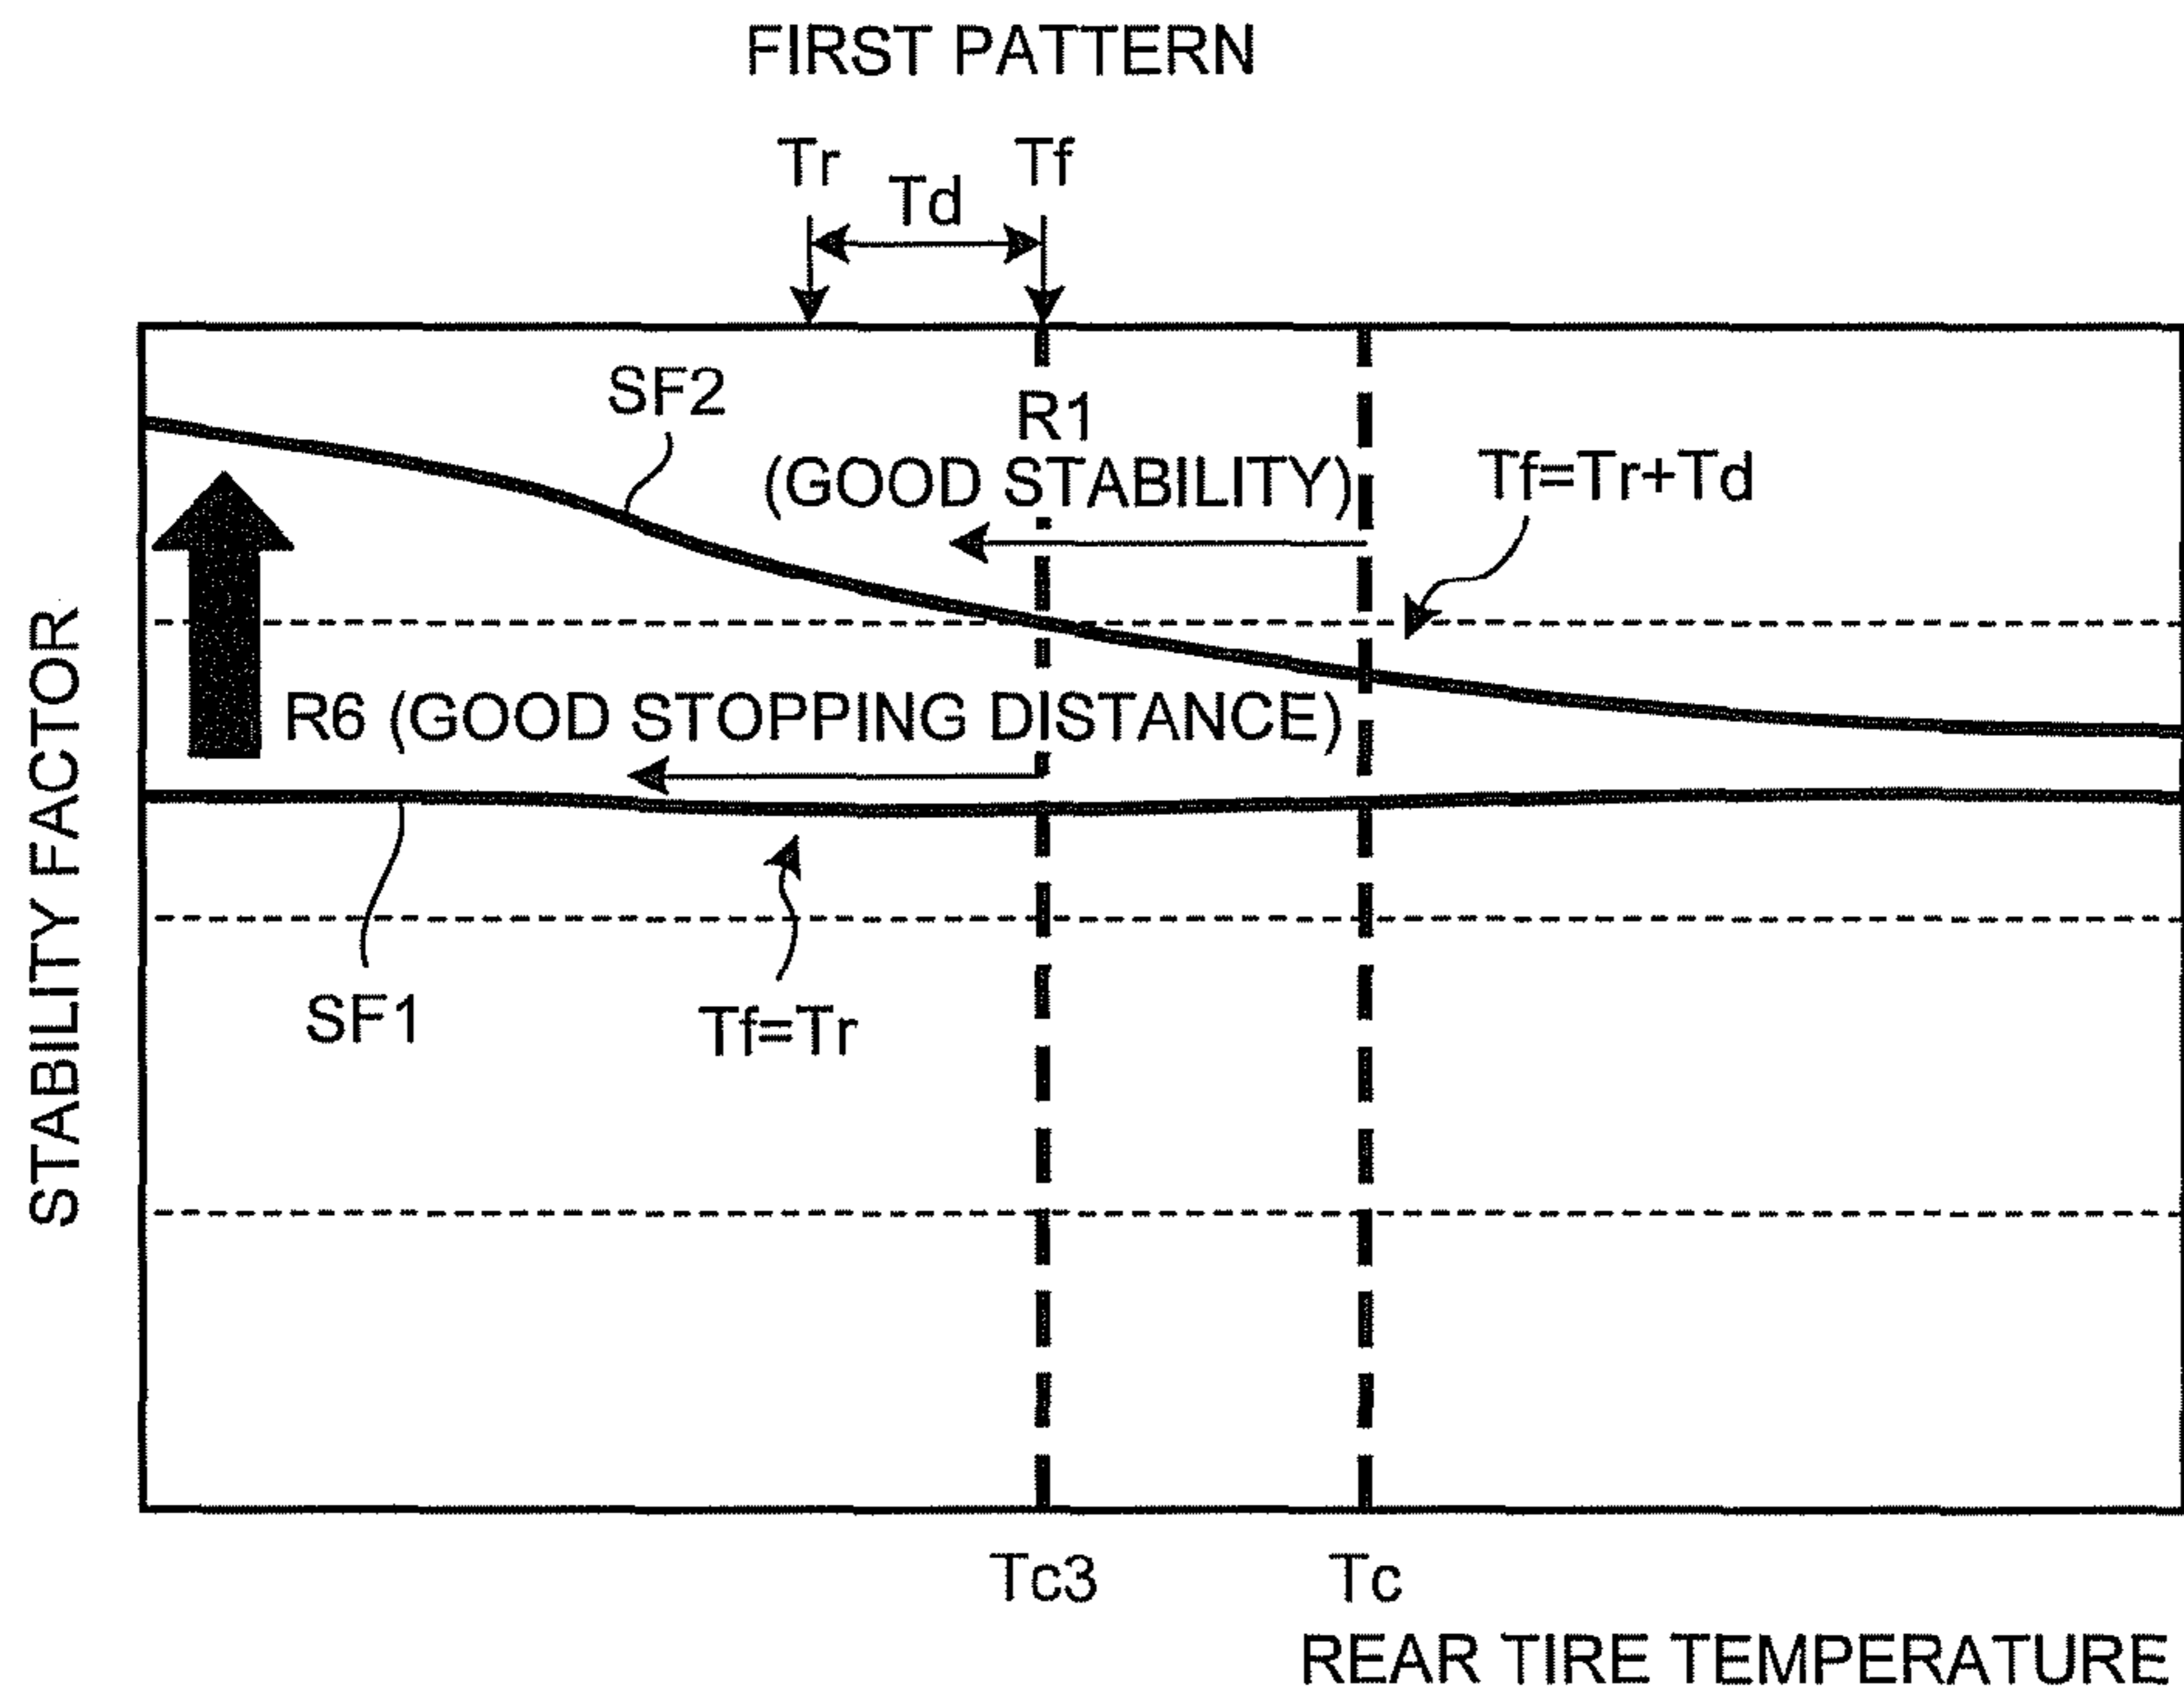 FIRST PATTERN
Tr
Tf
Td
SF2
R1
(GOOD STABILITY)
Tf=Tr+Td
STABILITY FACTOR
R6 (GOOD STOPPING DISTANCE)
SF1
Tf=Tr
Tc3
Tc
REAR TIRE TEMPERATURE